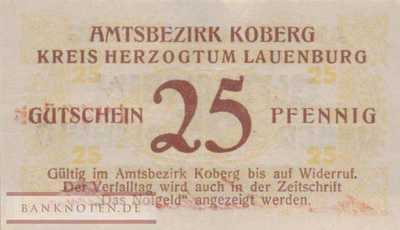 AMTSBEZIRK KOBERG
KREIS HERZOGTUM LAUENBURG
25 25
GUTSCHEIN 25 PFENNIG
25 25
Gültig im Amtsbezirk Koberg bis auf Widerruf.
Der Verfalltag wird auch in der Zeitschrift
„Das Notgeld" angezeigt werden.
BANKNOTEN.DE